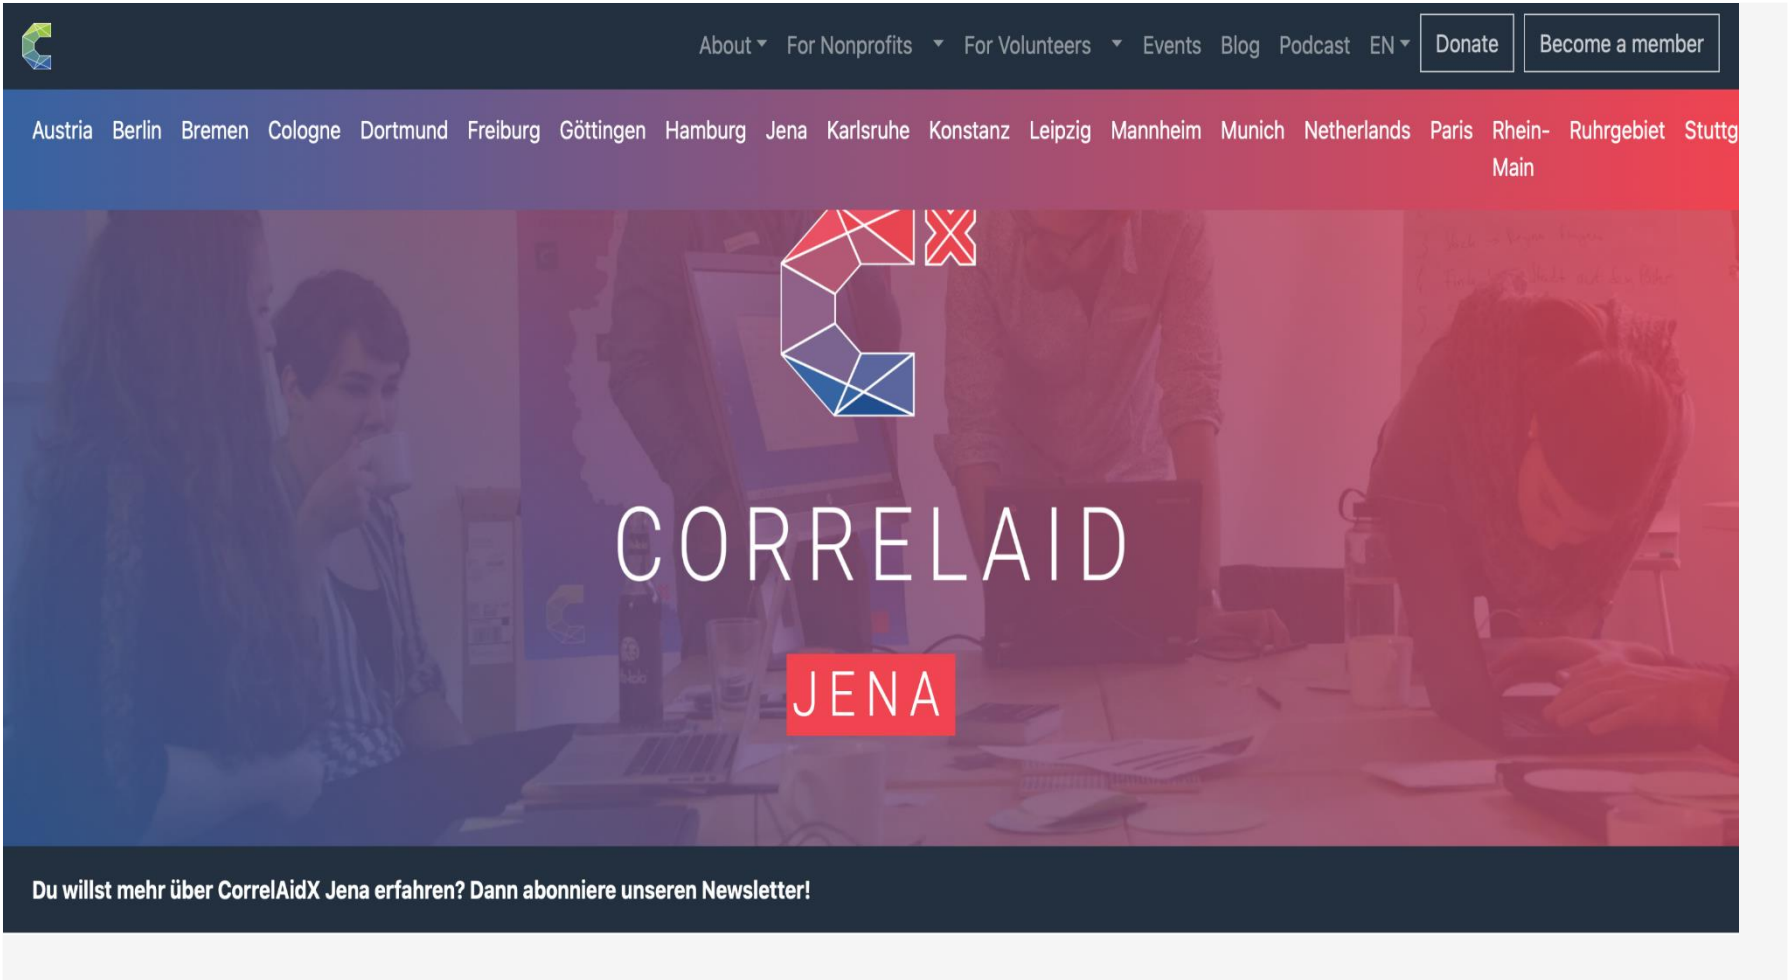 About For Nonprofits For Volunteers Events Blog Podcast EN Donate Become a member
Austria Berlin Bremen Cologne Dortmund Freiburg Göttingen Hamburg Jena Karlsruhe Konstanz Leipzig Mannheim Munich Netherlands Paris Rhein- Ruhrgebiet Stuttg
Main
X
CORRELAID
JENA
Du willst mehr über CorrelAidX Jena erfahren? Dann abonniere unseren Newsletter!